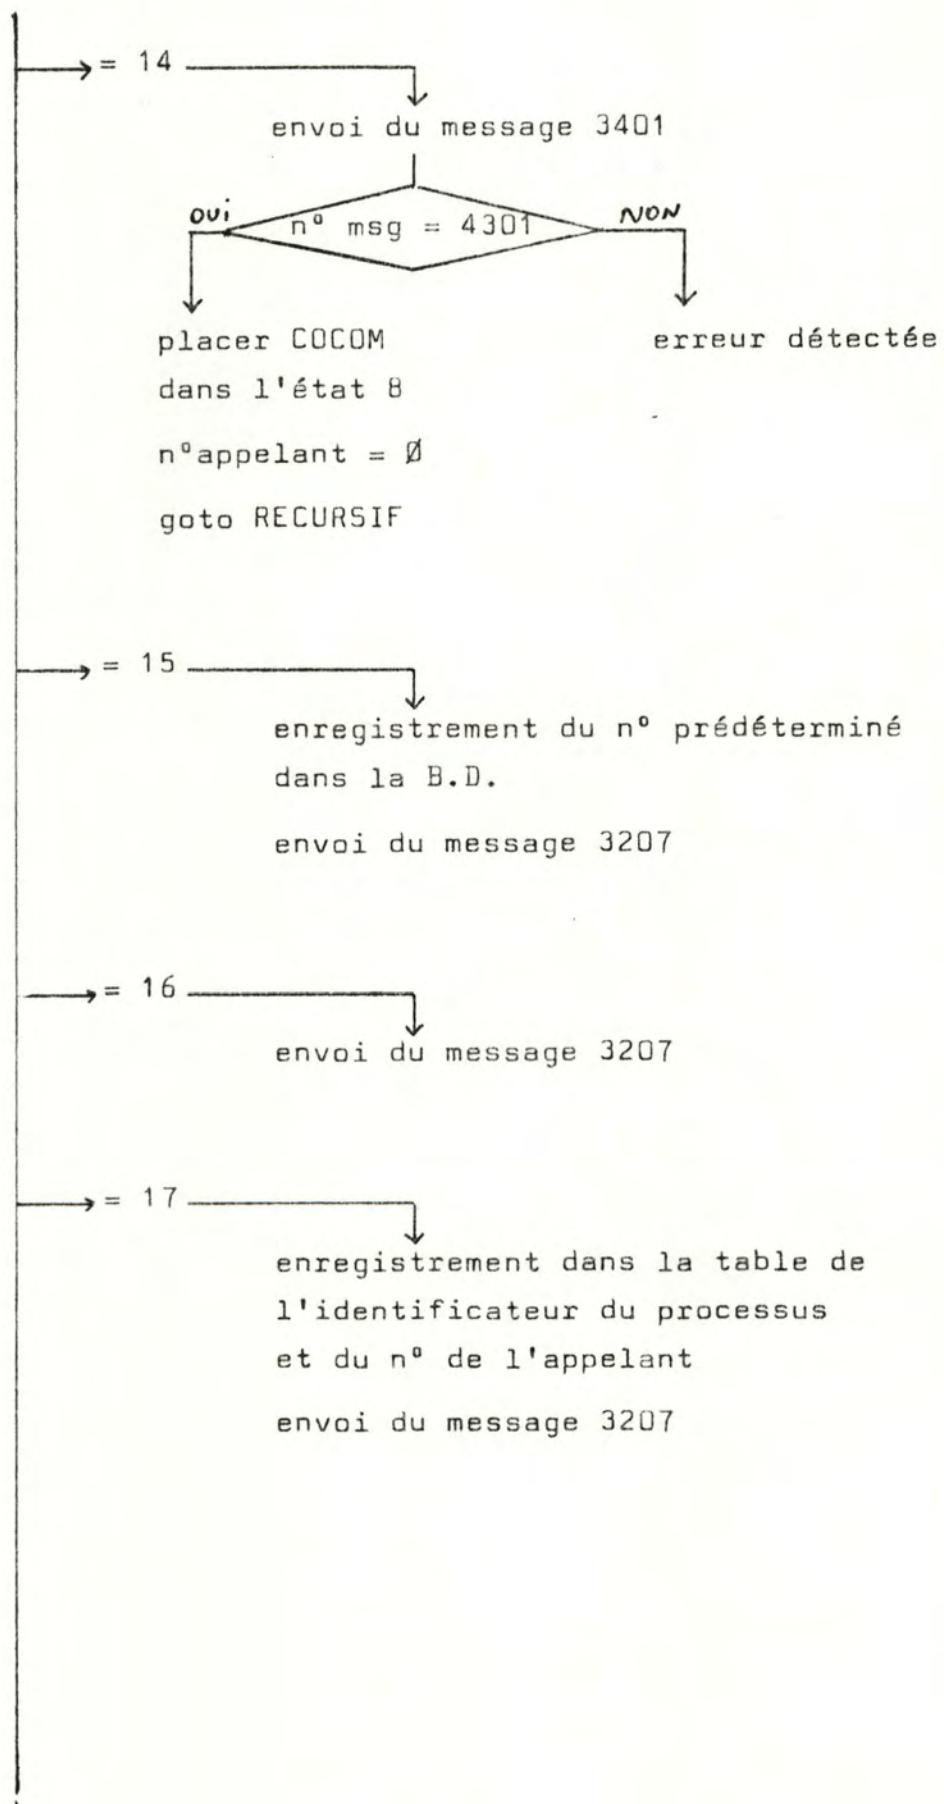 = 14
envoi du message 3401
oui
n° msg = 4301
NON
placer COCOM
dans l'état 8
n°appelant = Ø
goto RECURSIF
erreur détectée
= 15
enregistrement du n° prédéterminé
dans la B.D.
envoi du message 3207
= 16
envoi du message 3207
= 17
enregistrement dans la table de
l'identificateur du processus
et du n° de l'appelant
envoi du message 3207